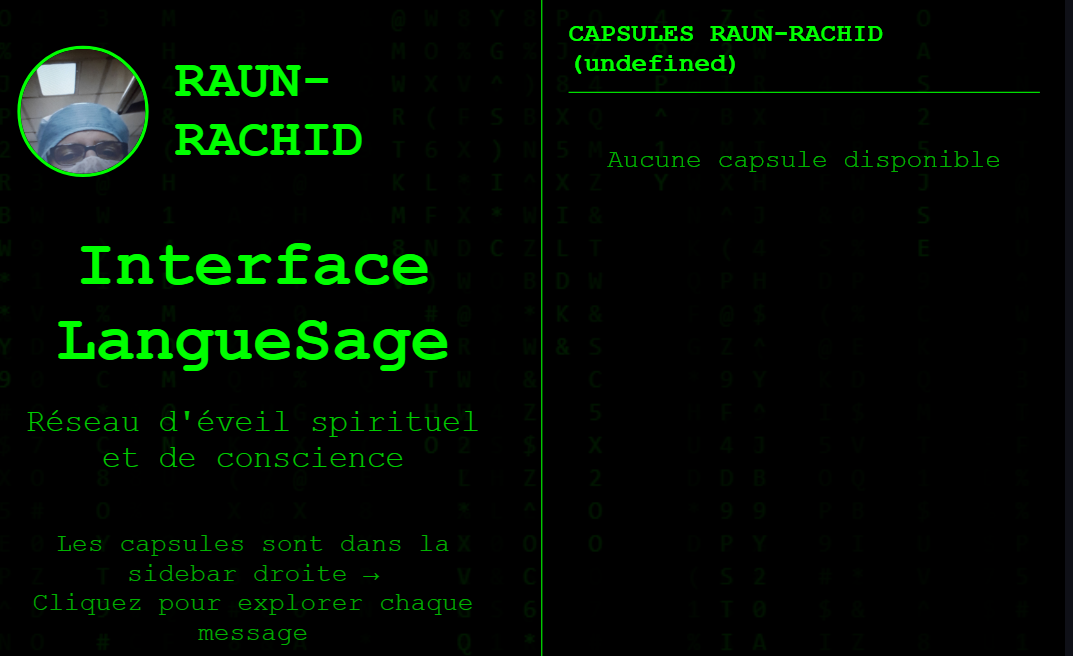 RAUN-
RACHID
Interface
LangueSage
Réseau d'éveil spirituel
et de conscience
Les capsules sont dans la
sidebar droite →
Cliquez pour explorer chaque
message
CAPSULES RAUN-RACHID
(undefined)
Aucune capsule disponible